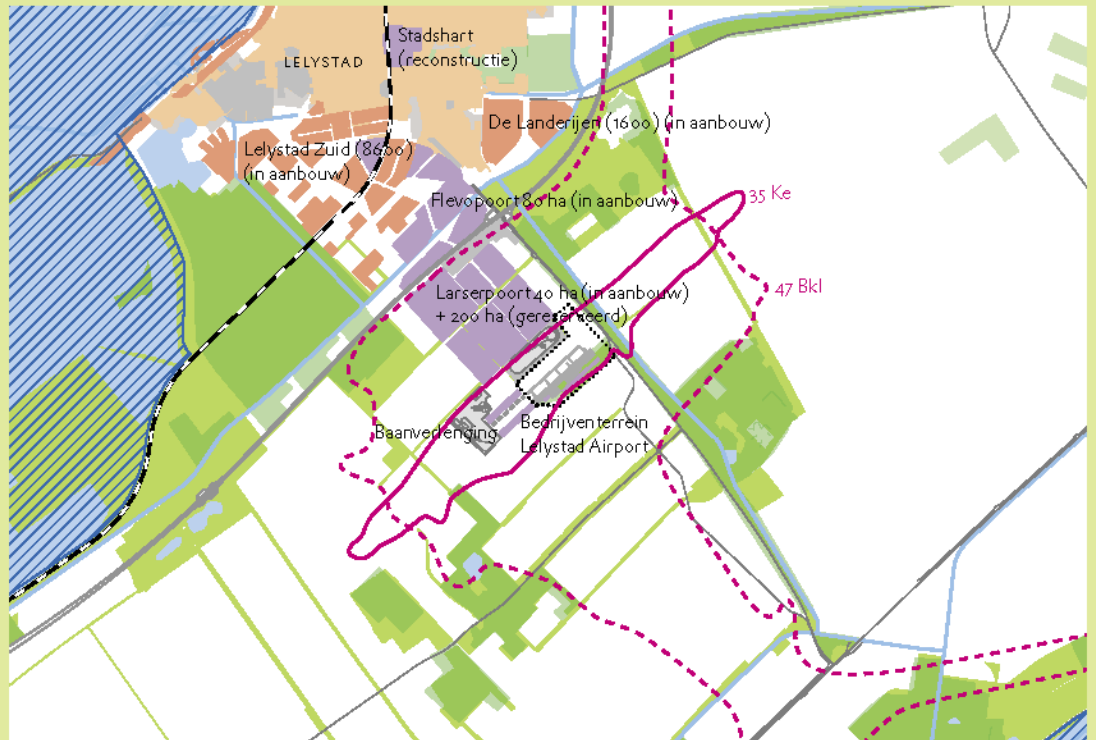 Stadshart
(reconstructie)
LELYSTAD
De Landerijen (1600) (in aanbouw)
Lelystad Zuid (8600)
(in aanbouw)
Flevopoort 80 ha (in aanbouw)
35 Ke
47 Bkl
Larserpoort 40 ha (in aanbouw)
+ 200 ha (gereserveerd)
Baanverlenging
Bedrijventerrein
Lelystad Airport